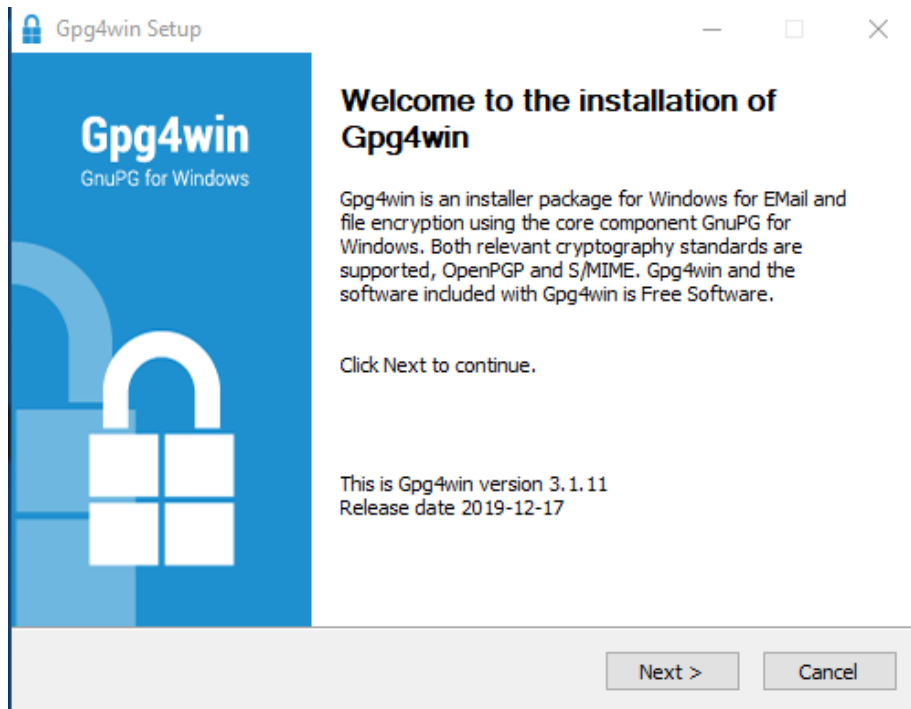 Gpg4win Setup
Gpg4win
GnuPG for Windows
Welcome to the installation of
Gpg4win
Gpg4win is an installer package for Windows for EMail and
file encryption using the core component GnuPG for
Windows. Both relevant cryptography standards are
supported, OpenPGP and S/MIME. Gpg4win and the
software included with Gpg4win is Free Software.
Click Next to continue.
This is Gpg4win version 3.1.11
Release date 2019-12-17
Next >
Cancel